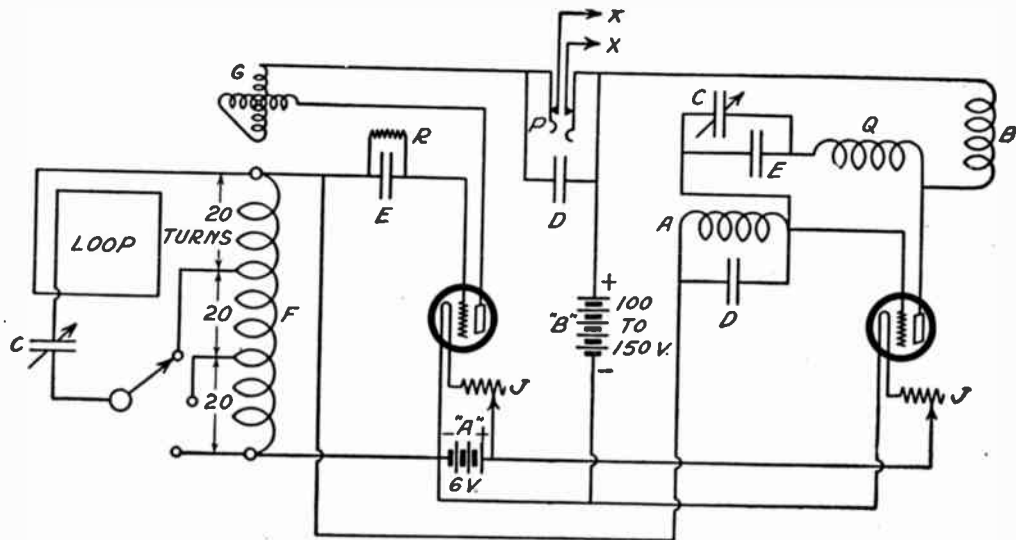 X
X
G
P
C
E
Q
B
R
E
D
A
D
20
TURNS
LOOP
20
F
C
20
+
"B"
100
TO
150 V.
-
J
J
- "A" +
6 V.